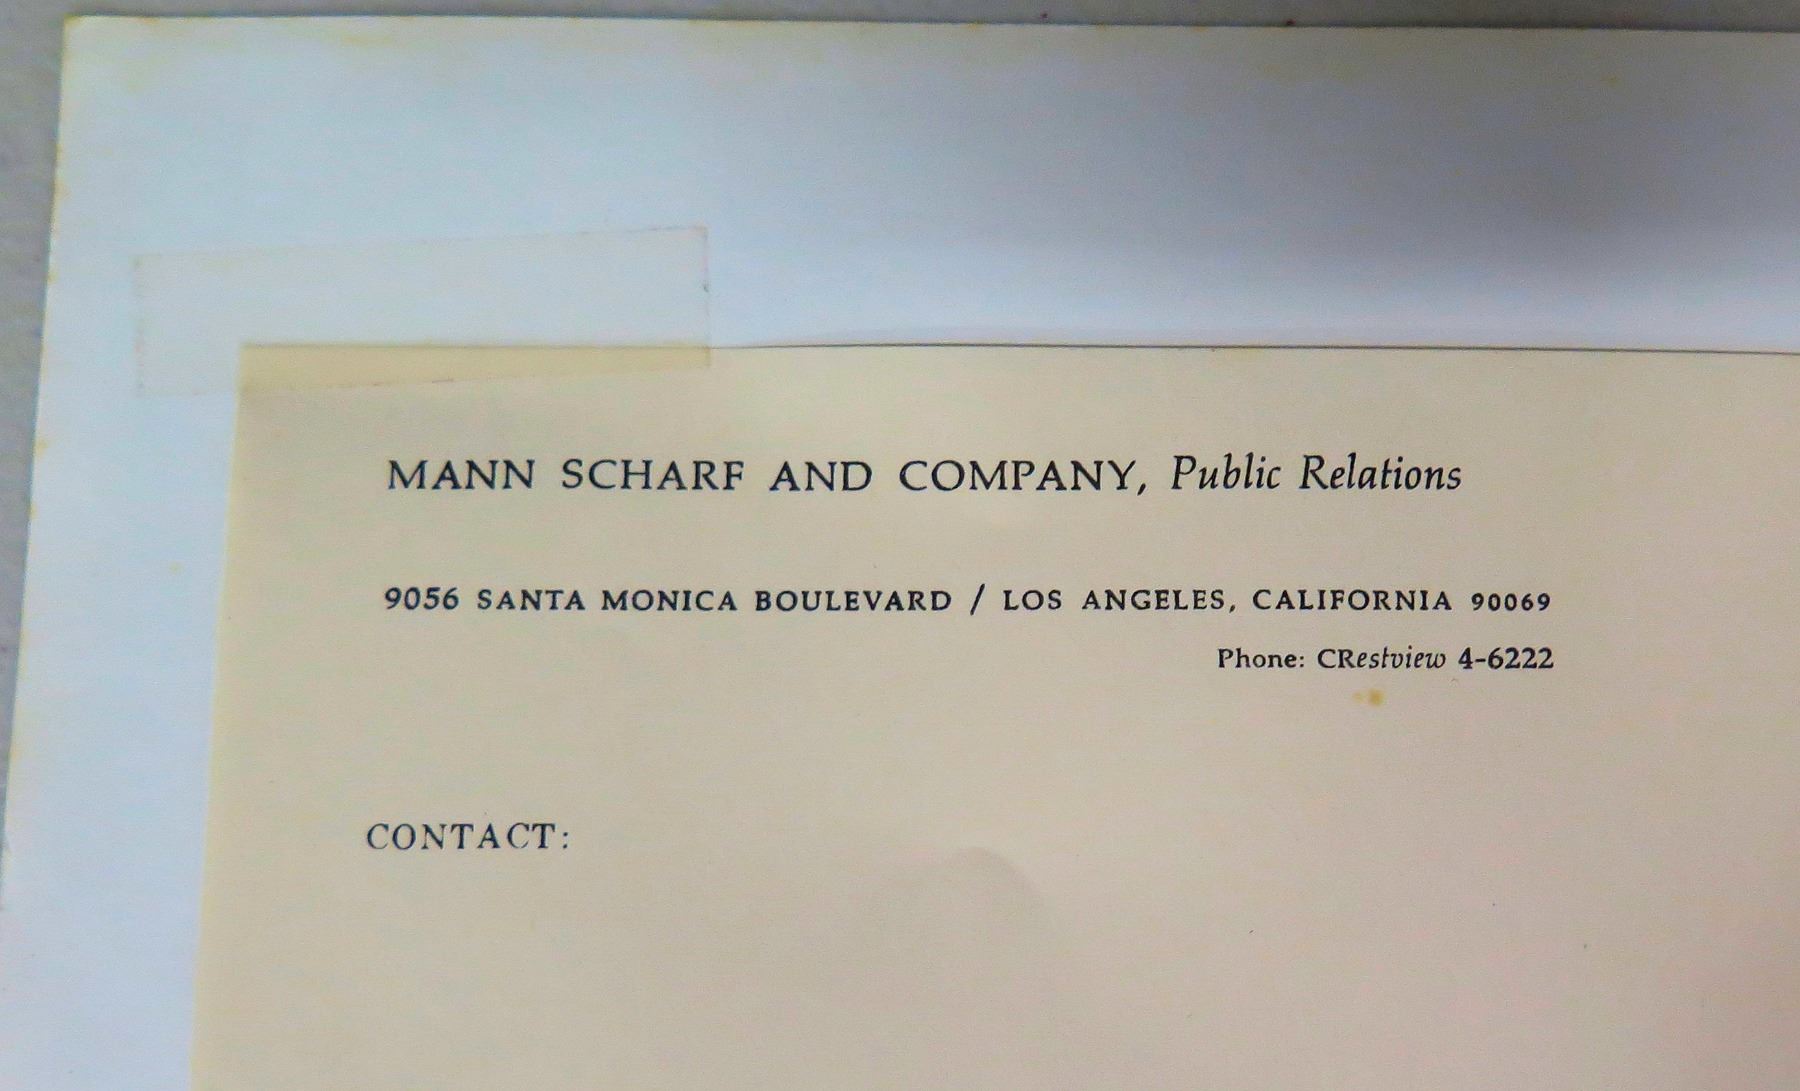 MANN SCHARF AND COMPANY, Public Relations
9056 SANTA MONICA BOULEVARD / LOS ANGELES, CALIFORNIA 90069
Phone: CRestview 4-6222
CONTACT: